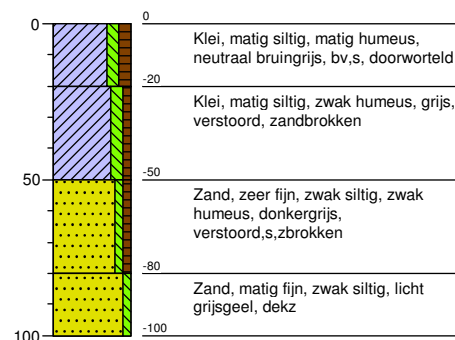 0
0
Klei, matig siltig, matig humeus,
neutraal bruingrijs, bv,s, doorworteld
-20
Klei, matig siltig, zwak humeus, grijs,
verstoord, zandbrokken
50
-50
Zand, zeer fijn, zwak siltig, zwak
humeus, donkergrijs,
verstoord,s,zbrokken
-80
Zand, matig fijn, zwak siltig, licht
grijsgeel, dekz
100
-100